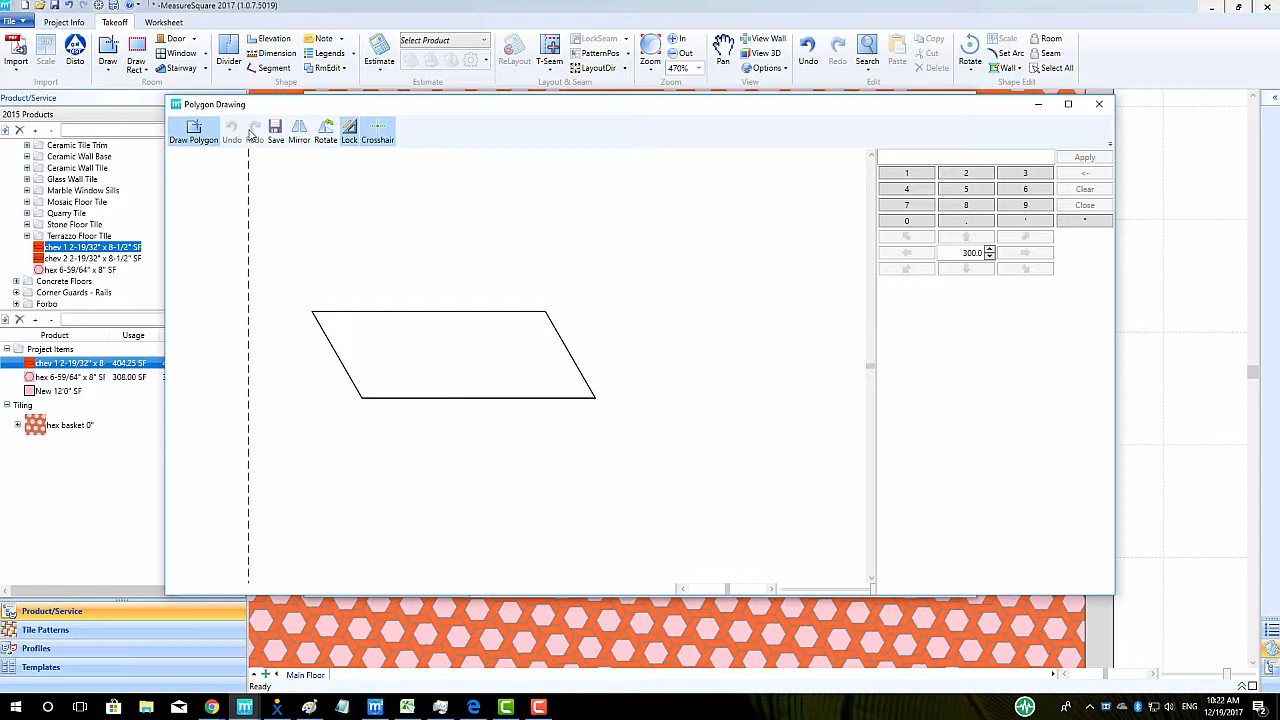 -MeasureSquare 2017 (1.0.7.5019)
File Project Info Takeoff Worksheet
Import Scale Disto Draw Draw Rect Door Window Stairway Divider Elevation Dimension Segment Note Legends RmEdit Estimate Select Product ReLayout T-Seam LockSeam PatternPos LayoutDir Zoom In Out 470% Pan View Wall View 3D Options Undo Redo Search Paste Copy Cut Delete Rotate Scale Set Arc Wall Room Seam Select All
Import Room Shape Estimate Layout & Seam Zoom View Edit Shape Edit
Product/Service
2015 Products
Ceramic Tile Trim
Ceramic Wall Base
Ceramic Wall TIle
Glass Wall Tile
Marble Window Sills
Mosaic Floor Tile
Quarry Tile
Stone Floor TIle
Terrazzo Floor TIle
chev 1 2-19/32" x 8-1/2" SF
chev 2 2-19/32" x 8-1/2" SF
hex 6-59/64" x 8" SF
Concrete Floors
Corner Guards - Rails
Forbo
Product Usage
Project Items
chev 1 2-19/32" x 8- 404.25 SF
hex 6-59/64" x 8" SF 308.00 SF
New 12'0" SF
Tiling
hex basket 0"
Product/Service
Tile Patterns
Profiles
Templates
Polygon Drawing
Draw Polygon Undo Redo Save Mirror Rotate Lock Crosshair
Apply
1 2 3 <-
4 5 6 Clear
7 8 9 Close
0 . ' "
300.0
Main Floor
Ready
ENG
10:22 AM
12/19/2017